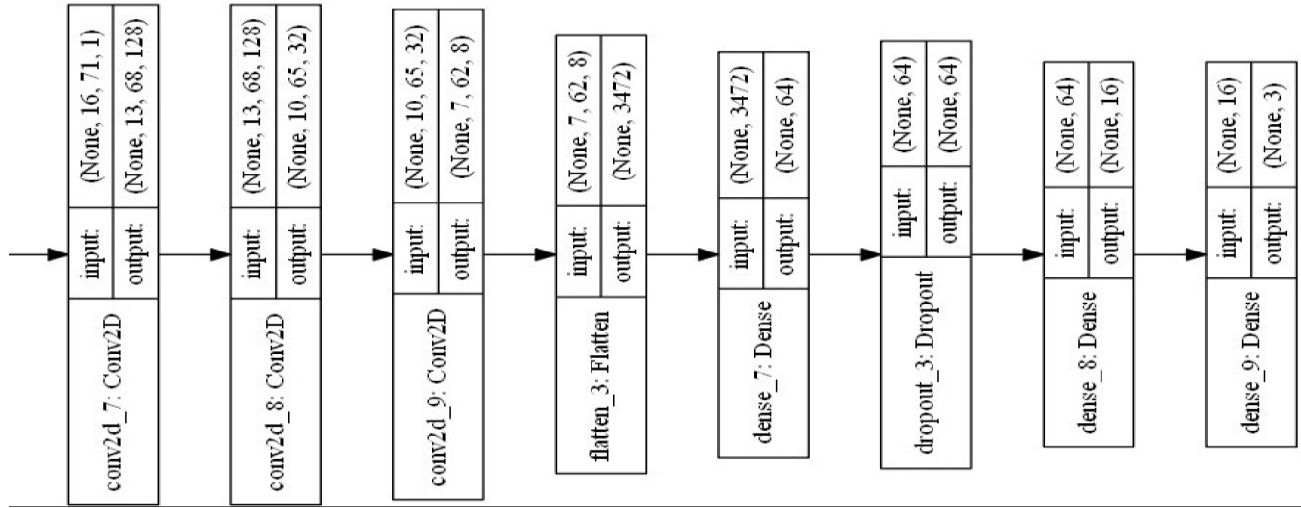 conv2d_7: Conv2D
input:
(None, 16, 71, 1)
output:
(None, 13, 68, 128)
conv2d_8: Conv2D
input:
(None, 13, 68, 128)
output:
(None, 10, 65, 32)
conv2d_9: Conv2D
input:
(None, 10, 65, 32)
output:
(None, 7, 62, 8)
flatten_3: Flatten
input:
(None, 7, 62, 8)
output:
(None, 3472)
dense_7: Dense
input:
(None, 3472)
output:
(None, 64)
dropout_3: Dropout
input:
(None, 64)
output:
(None, 64)
dense_8: Dense
input:
(None, 64)
output:
(None, 16)
dense_9: Dense
input:
(None, 16)
output:
(None, 3)